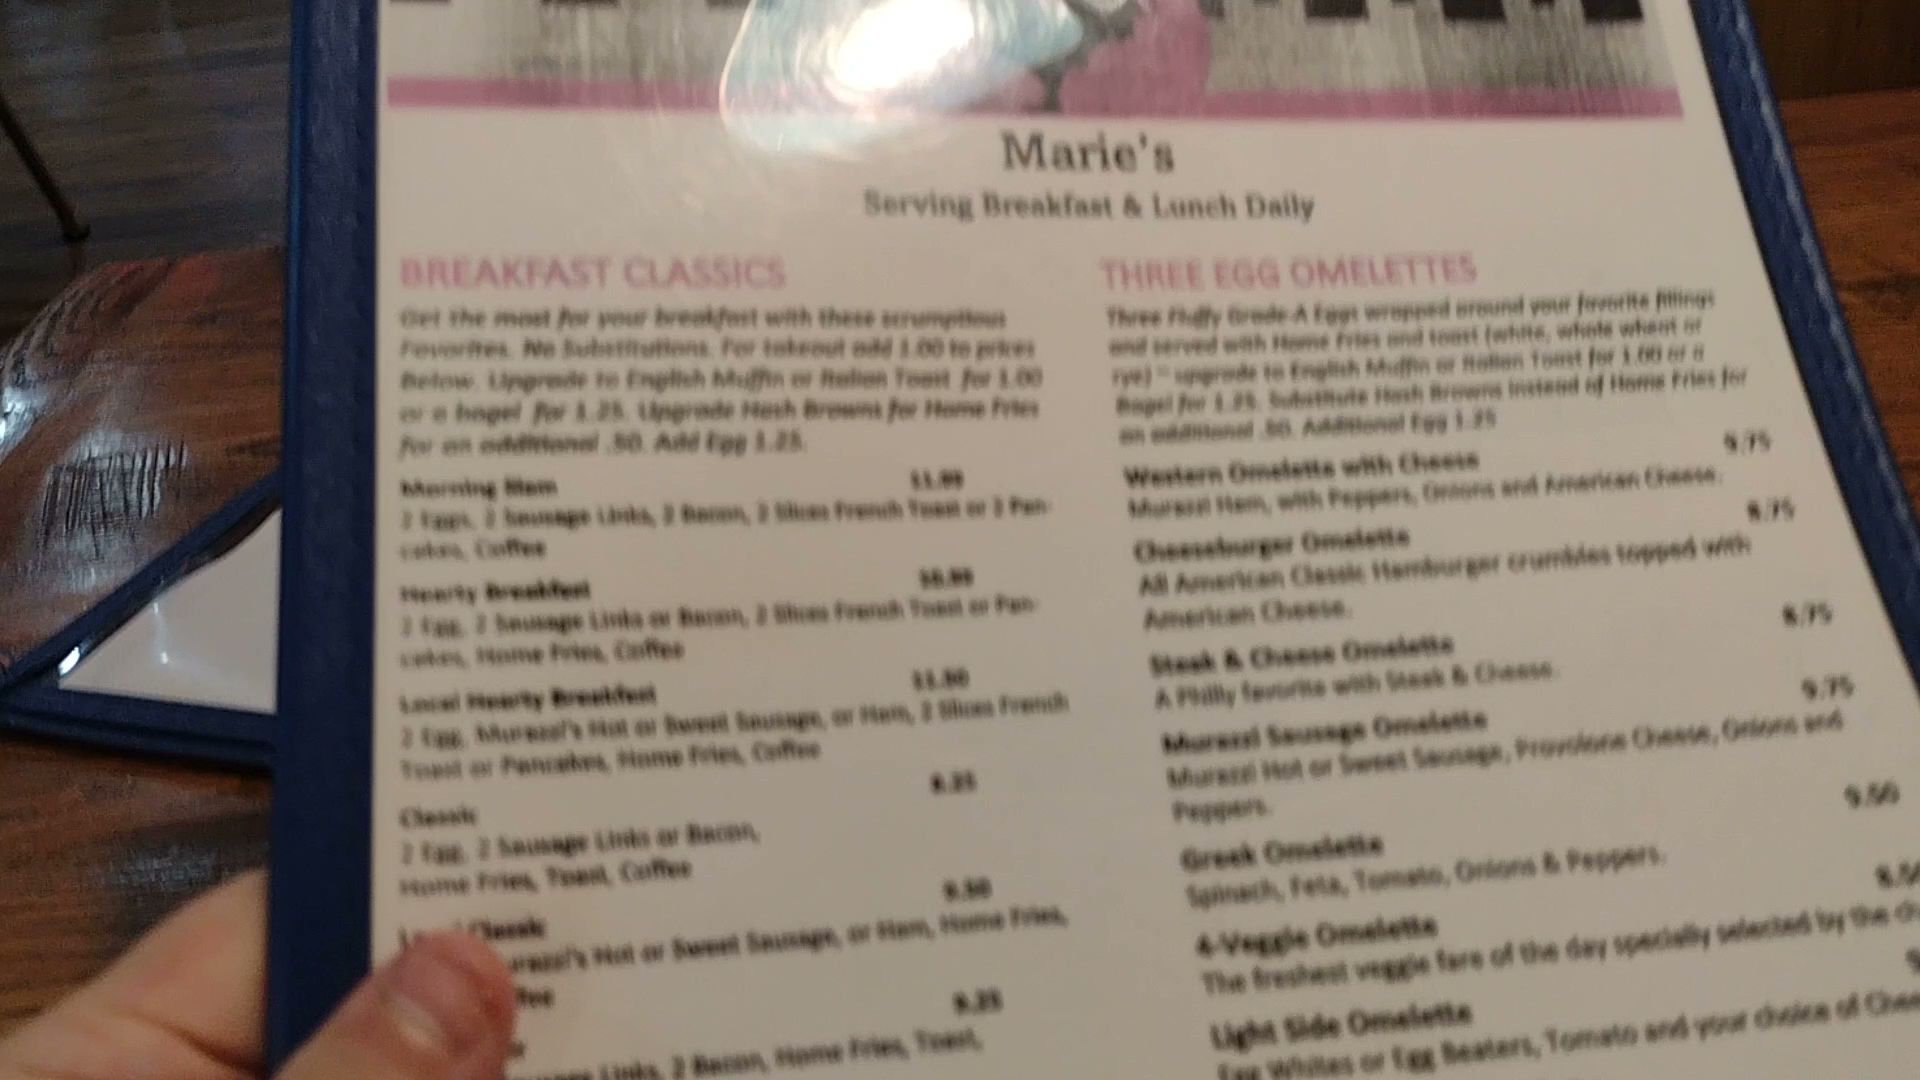 Marie's
Serving Breakfast & Lunch Daily
BREAKFAST CLASSICS
Get the most for your breakfast with these scrumptious
Favorites. No Substitutions. For takeout add 1.00 to prices
Below. Upgrade to English Muffin or Italian Toast for 1.00
or a bagel for 1.25. Upgrade Hash Browns for Home Fries
for an additional .50. Add Egg 1.25.
Morning Slam
2 Eggs, 2 Sausage Links, 2 Bacon, 2 Slices French Toast or 2 Pan-
cakes, Coffee
Hearty Breakfast
2 Egg, 2 Sausage Links or Bacon, 2 Slices French Toast or Pan-
cakes, Home Fries, Coffee
Local Hearty Breakfast 11.50
2 Egg, Murazzi's Hot or Sweet Sausage, or Ham, 2 Slices French
Toast or Pancakes, Home Fries, Coffee
Classic 8.25
2 Egg, 2 Sausage Links or Bacon,
Home Fries, Toast, Coffee
Classic 9.50
Hot or Sweet Sausage, or Ham, Home Fries,
9.25
Links, 2 Bacon, Home Fries, Toast,
THREE EGG OMELETTES
Three Fluffy Grade-A Eggs wrapped around your favorite fillings
and served with Home Fries and toast (white, whole wheat or
rye) – upgrade to English Muffin or Italian Toast for 1.00 or a
Bagel for 1.25. Substitute Hash Browns instead of Home Fries for
an additional .50. Additional Egg 1.25
Western Omelette with Cheese 9.75
Murazzi Ham, with Peppers, Onions and American Cheese.
Cheeseburger Omelette 8.75
All American Classic Hamburger crumbles topped with
American Cheese.
Steak & Cheese Omelette 8.75
A Philly favorite with Steak & Cheese.
Murazzi Sausage Omelette 9.75
Murazzi Hot or Sweet Sausage, Provolone Cheese, Onions and
Peppers.
Greek Omelette 9.50
Spinach, Feta, Tomato, Onions & Peppers.
4-Veggie Omelette
The freshest veggie fare of the day specially selected by the
Light Side Omelette
Egg Whites or Egg Beaters, Tomato and your choice of